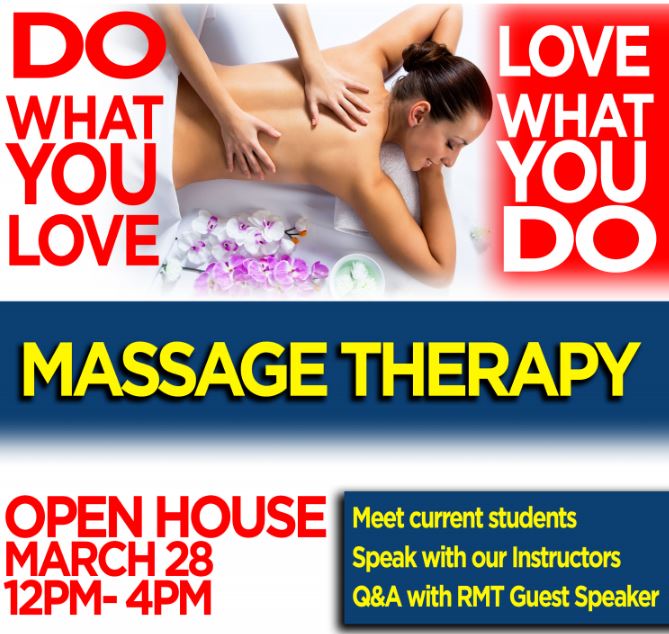 DO
WHAT
YOU
LOVE
LOVE
WHAT
YOU
DO
MASSAGE THERAPY
OPEN HOUSE
MARCH 28
12PM- 4PM
Meet current students
Speak with our Instructors
Q&A with RMT Guest Speaker